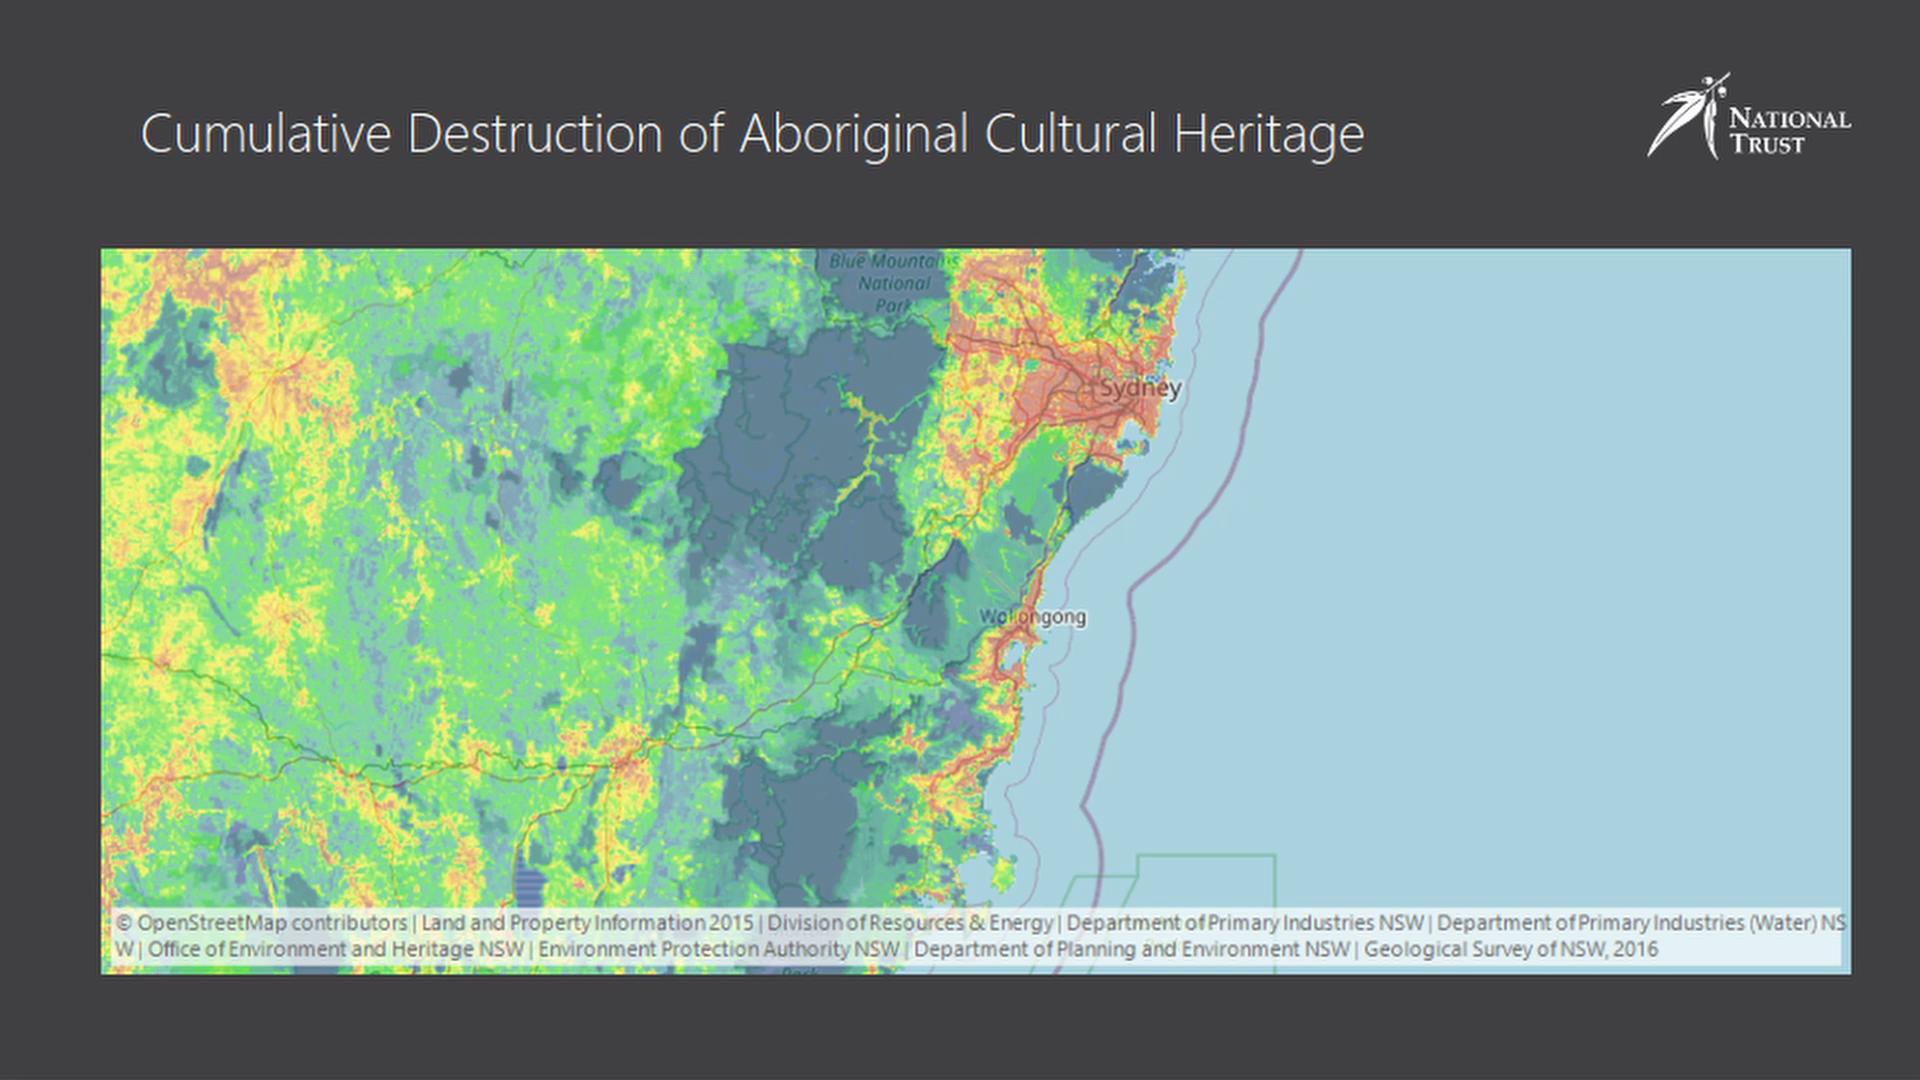 Cumulative Destruction of Aboriginal Cultural Heritage
NATIONAL
TRUST
Blue Mountains
National
Park
Sydney
Wollongong
© OpenStreetMap contributors | Land and Property Information 2015 | Division of Resources & Energy | Department of Primary Industries NSW | Department of Primary Industries (Water) NS
W | Office of Environment and Heritage NSW | Environment Protection Authority NSW | Department of Planning and Environment NSW | Geological Survey of NSW, 2016
Park